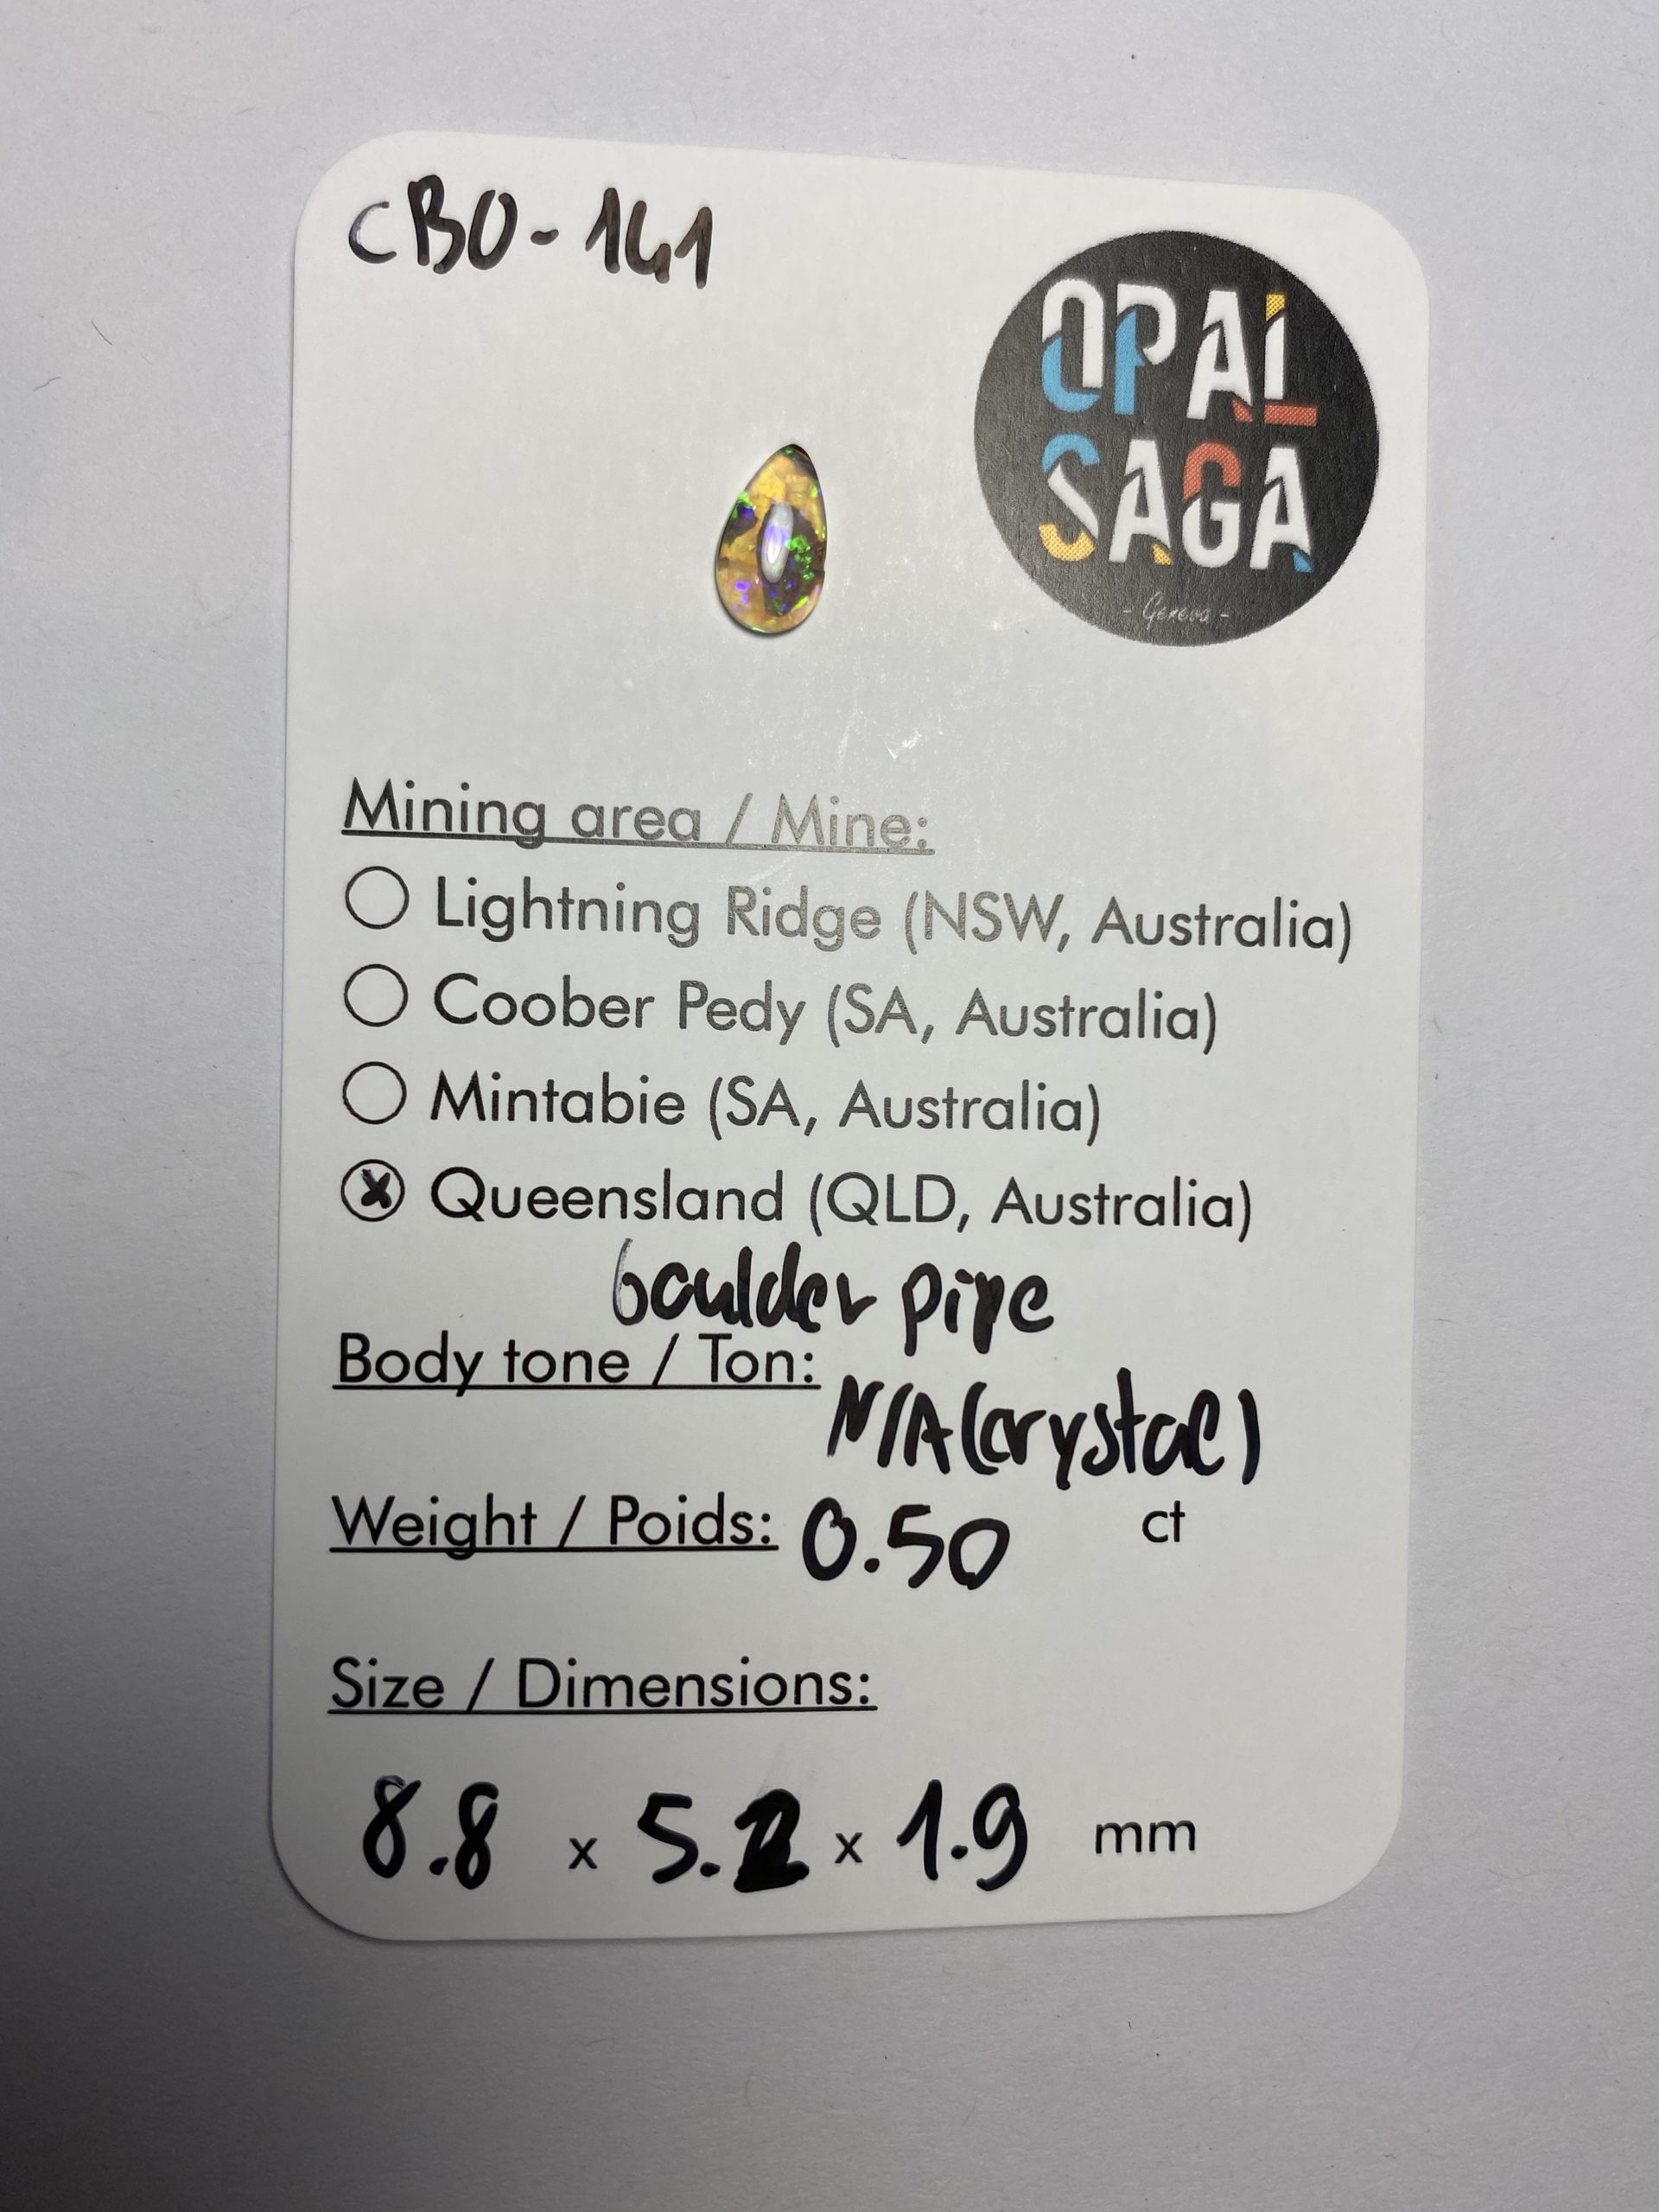 CBO-141
OPAL
SAGA
- Geneva -
Mining area / Mine:
Lightning Ridge (NSW, Australia)
Coober Pedy (SA, Australia)
Mintabie (SA, Australia)
Queensland (QLD, Australia)
boulder pipe
Body tone / Ton: N/A (crystal)
Weight / Poids: 0.50 ct
Size / Dimensions:
8.8 x 5.2 x 1.9 mm